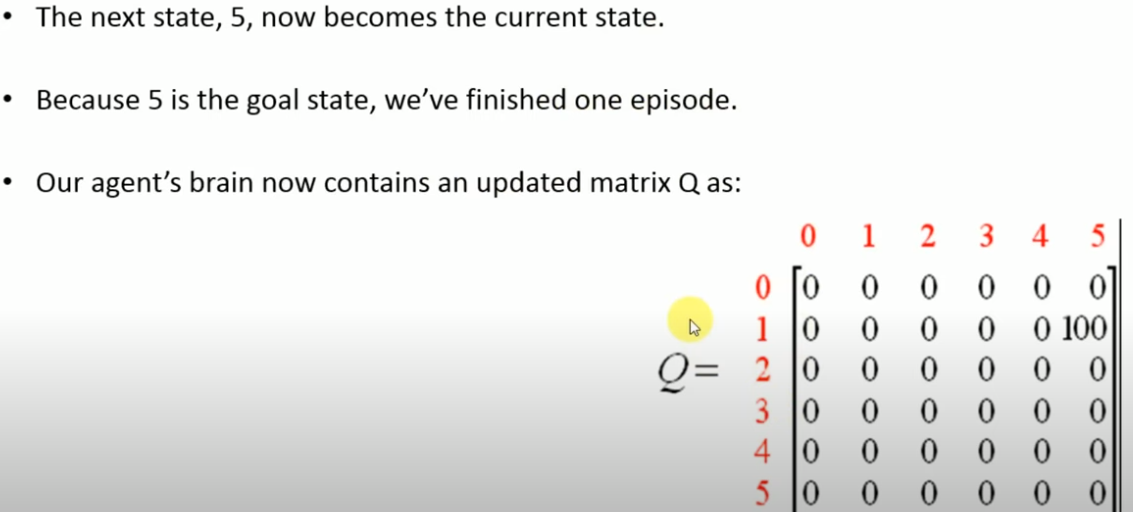 • The next state, 5, now becomes the current state.
• Because 5 is the goal state, we’ve finished one episode.
• Our agent’s brain now contains an updated matrix Q as:
0 1 2 3 4 5
0 0 0 0 0 0 0
1 0 0 0 0 0 100
Q= 2 0 0 0 0 0 0
3 0 0 0 0 0 0
4 0 0 0 0 0 0
5 0 0 0 0 0 0